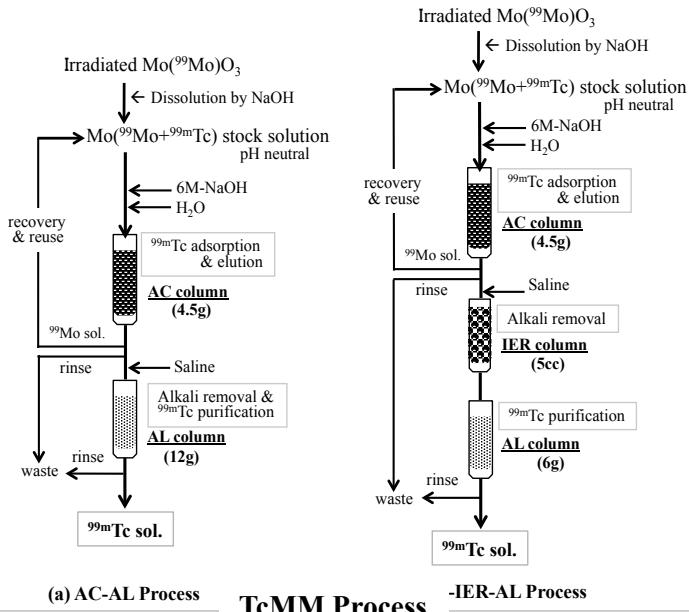 Irradiated Mo(⁹⁹Mo)O₃
← Dissolution by NaOH
Mo(⁹⁹Mo+⁹⁹ᵐTc) stock solution
pH neutral
6M-NaOH
H₂O
recovery
& reuse
⁹⁹ᵐTc adsorption
& elution
AC column
(4.5g)
⁹⁹Mo sol.
rinse
Saline
Alkali removal &
⁹⁹ᵐTc purification
AL column
(12g)
rinse
waste
⁹⁹ᵐTc sol.
(a) AC-AL Process
Irradiated Mo(⁹⁹Mo)O₃
← Dissolution by NaOH
Mo(⁹⁹Mo+⁹⁹ᵐTc) stock solution
pH neutral
6M-NaOH
H₂O
recovery
& reuse
⁹⁹ᵐTc adsorption
& elution
AC column
(4.5g)
⁹⁹Mo sol.
rinse
Saline
Alkali removal
IER column
(5cc)
⁹⁹ᵐTc purification
AL column
(6g)
rinse
waste
⁹⁹ᵐTc sol.
-IER-AL Process
TcMM Process